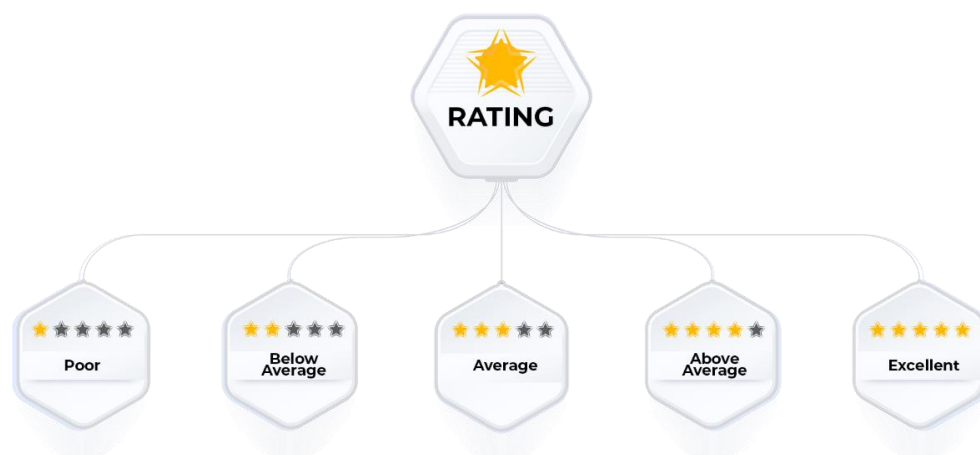 RATING
Poor
Below
Average
Average
Above
Average
Excellent